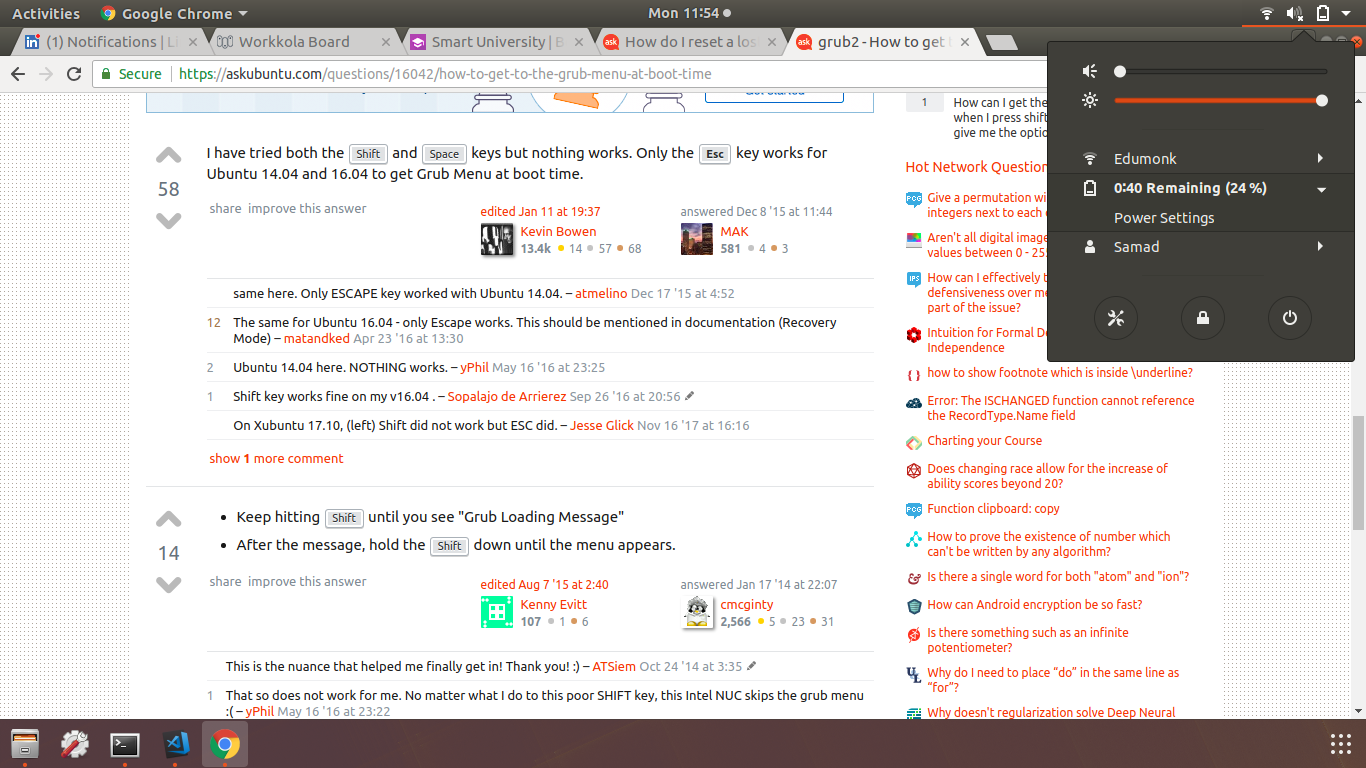 Activities
Google Chrome
Mon 11:54
(1) Notifications | Li
Workkola Board
Smart University | B
How do I reset a los
grub2 - How to get
Secure
https://askubuntu.com/questions/16042/how-to-get-to-the-grub-menu-at-boot-time
I have tried both the Shift and Space keys but nothing works. Only the Esc key works for
Ubuntu 14.04 and 16.04 to get Grub Menu at boot time.
58
share improve this answer
edited Jan 11 at 19:37
Kevin Bowen
13.4k 14 57 68
answered Dec 8 '15 at 11:44
MAK
581 4 3
same here. Only ESCAPE key worked with Ubuntu 14.04. – atmelino Dec 17 '15 at 4:52
12 The same for Ubuntu 16.04 - only Escape works. This should be mentioned in documentation (Recovery
Mode) – matandked Apr 23 '16 at 13:30
2 Ubuntu 14.04 here. NOTHING works. – yPhil May 16 '16 at 23:25
1 Shift key works fine on my v16.04 . – Sopalajo de Arrierez Sep 26 '16 at 20:56
On Xubuntu 17.10, (left) Shift did not work but ESC did. – Jesse Glick Nov 16 '17 at 16:16
show 1 more comment
Keep hitting Shift until you see "Grub Loading Message"
After the message, hold the Shift down until the menu appears.
14
share improve this answer
edited Aug 7 '15 at 2:40
Kenny Evitt
107 1 6
answered Jan 17 '14 at 22:07
cmcginty
2,566 5 23 31
This is the nuance that helped me finally get in! Thank you! :) – ATSiem Oct 24 '14 at 3:35
1 That so does not work for me. No matter what I do to this poor SHIFT key, this Intel NUC skips the grub menu
:( – yPhil May 16 '16 at 23:22
1 How can I get the
when I press shift
give me the optio
Hot Network Question
PCG Give a permutation wi
integers next to each
Aren't all digital image
values between 0 - 25
IPS How can I effectively t
defensiveness over me
part of the issue?
Intuition for Formal De
Independence
how to show footnote which is inside \underline?
Error: The ISCHANGED function cannot reference
the RecordType.Name field
Charting your Course
Does changing race allow for the increase of
ability scores beyond 20?
PCG Function clipboard: copy
How to prove the existence of number which
can't be written by any algorithm?
Is there a single word for both "atom" and "ion"?
How can Android encryption be so fast?
Is there something such as an infinite
potentiometer?
Why do I need to place “do” in the same line as
“for”?
Why doesn't regularization solve Deep Neural
Edumonk
0:40 Remaining (24 %)
Power Settings
Samad